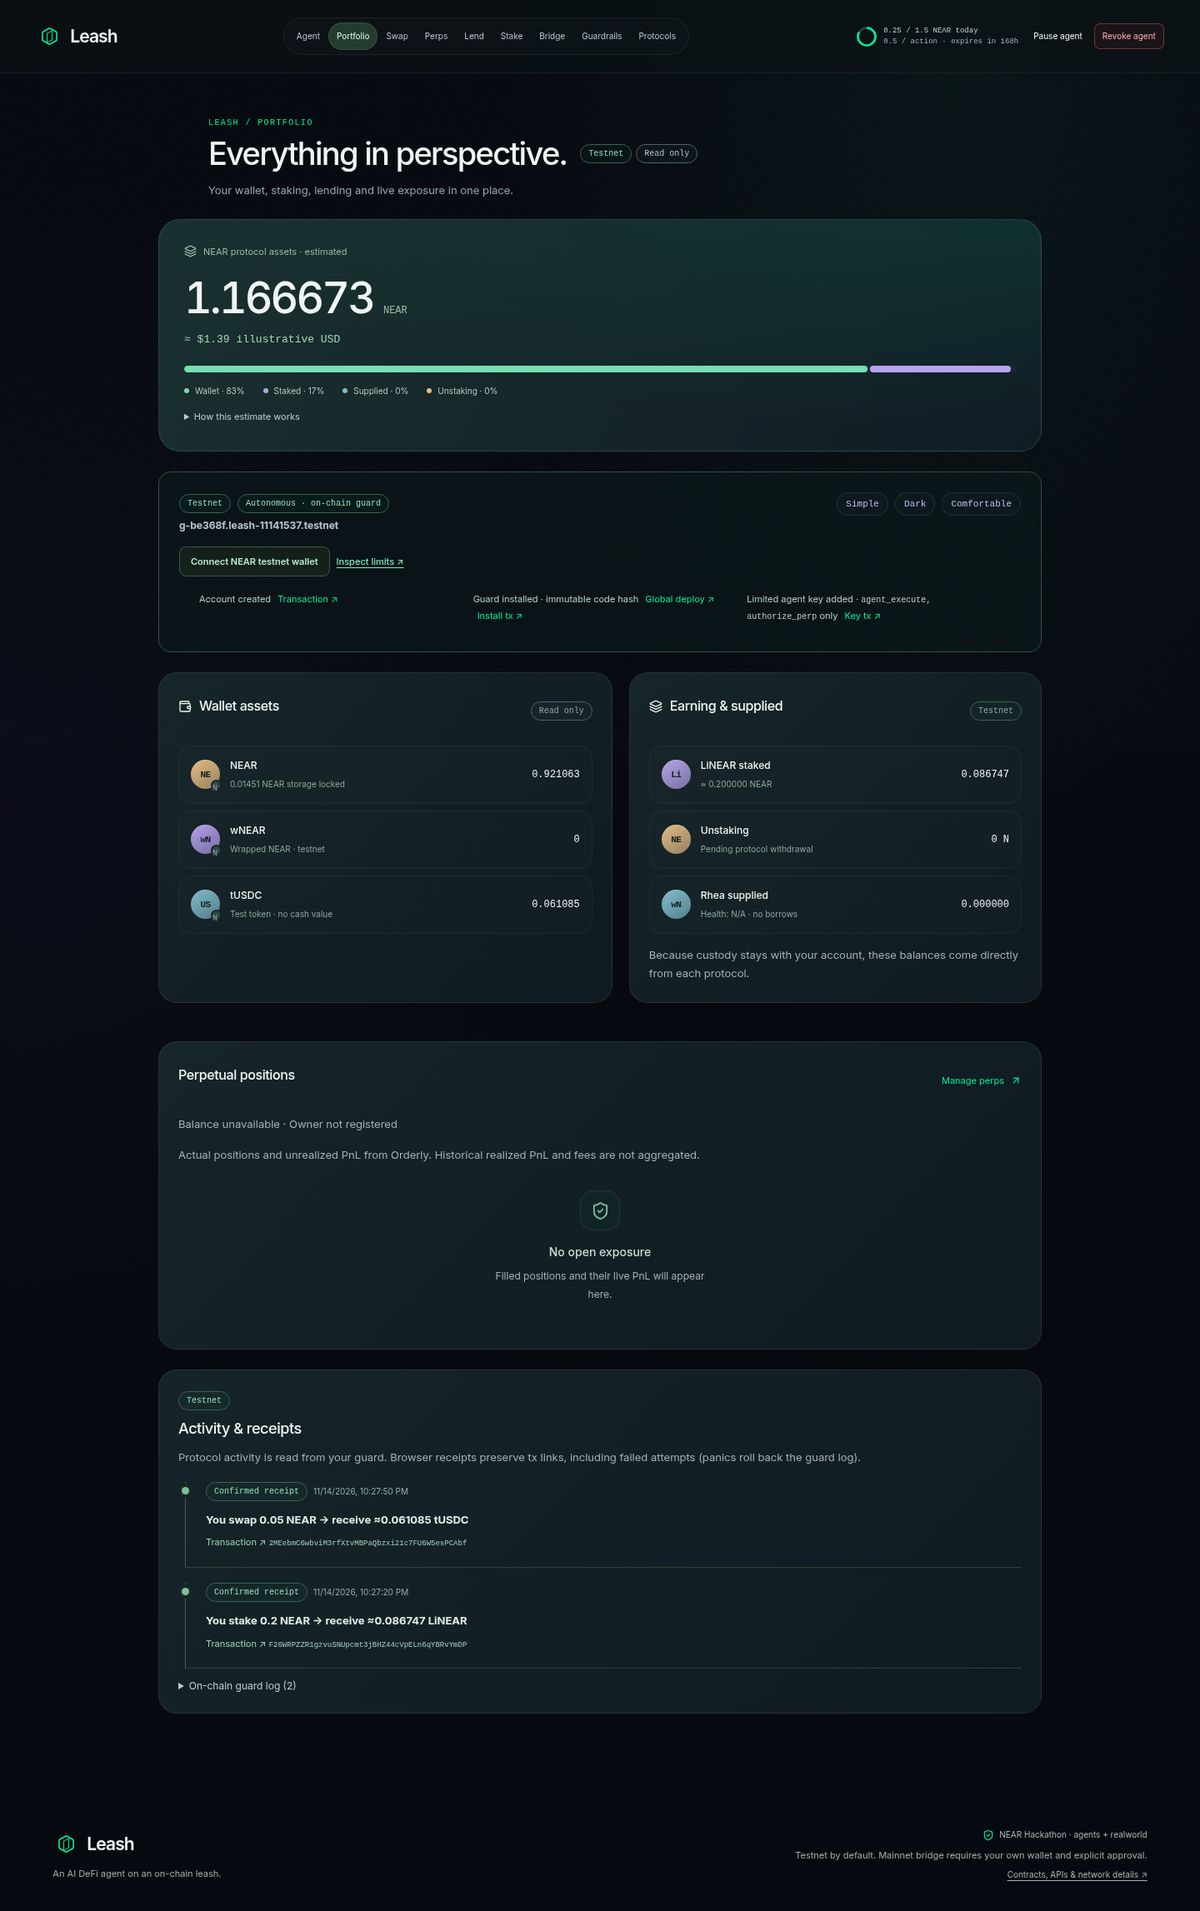 Leash
Agent
Portfolio
Swap
Perps
Lend
Stake
Bridge
Guardrails
Protocols
0.25 / 1.5 NEAR today
0.5 / action · expires in 168h
Pause agent
Revoke agent
LEASH / PORTFOLIO
Everything in perspective.
Testnet
Read only
Your wallet, staking, lending and live exposure in one place.
NEAR protocol assets · estimated
1.166673 NEAR
≈ $1.39 illustrative USD
Wallet · 83%
Staked · 17%
Supplied · 0%
Unstaking · 0%
▶ How this estimate works
Testnet
Autonomous · on-chain guard
Simple
Dark
Comfortable
g-be368f.leash-11141537.testnet
Connect NEAR testnet wallet
Inspect limits ↗
Account created Transaction ↗
Guard installed · immutable code hash Global deploy ↗
Install tx ↗
Limited agent key added · agent_execute,
authorize_perp only Key tx ↗
Wallet assets
Read only
NE
N
NEAR
0.01451 NEAR storage locked
0.921063
wN
N
wNEAR
Wrapped NEAR · testnet
0
US
N
tUSDC
Test token · no cash value
0.061085
Earning & supplied
Testnet
Li
LiNEAR staked
≈ 0.200000 NEAR
0.086747
NE
Unstaking
Pending protocol withdrawal
0 N
wN
Rhea supplied
Health: N/A · no borrows
0.000000
Because custody stays with your account, these balances come directly
from each protocol.
Perpetual positions
Manage perps ↗
Balance unavailable · Owner not registered
Actual positions and unrealized PnL from Orderly. Historical realized PnL and fees are not aggregated.
No open exposure
Filled positions and their live PnL will appear
here.
Testnet
Activity & receipts
Protocol activity is read from your guard. Browser receipts preserve tx links, including failed attempts (panics roll back the guard log).
Confirmed receipt 11/14/2026, 10:27:50 PM
You swap 0.05 NEAR → receive ≈0.061085 tUSDC
Transaction ↗ 2MEebmC6wbviM3rfXtvMBPaQbzxi21c7FU6W5esPCAbf
Confirmed receipt 11/14/2026, 10:27:20 PM
You stake 0.2 NEAR → receive ≈0.086747 LiNEAR
Transaction ↗ F26WRPZZR1gzvuSNUpcmt3jBHZ44cVpELn6qYBRvYmDP
▶ On-chain guard log (2)
Leash
An AI DeFi agent on an on-chain leash.
NEAR Hackathon · agents + realworld
Testnet by default. Mainnet bridge requires your own wallet and explicit approval.
Contracts, APIs & network details ↗